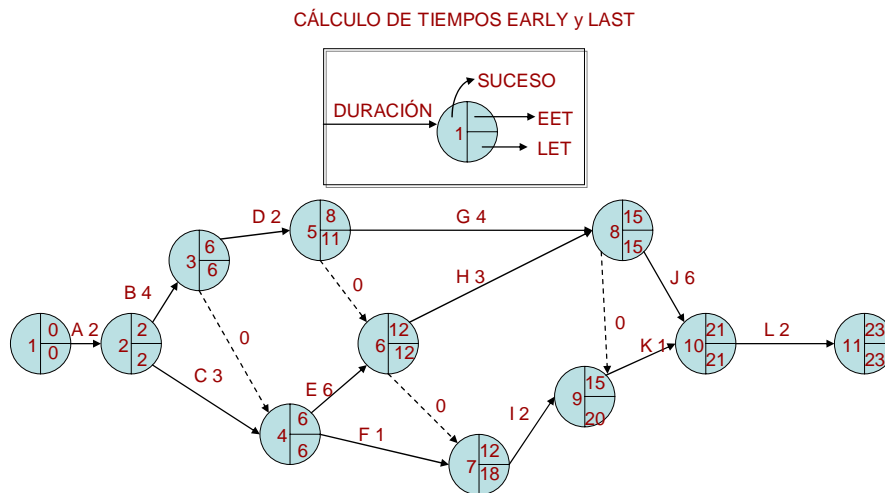 CÁLCULO DE TIEMPOS EARLY y LAST
SUCESO
DURACIÓN
1
EET
LET
D 2
5
8
11
G 4
8
15
15
3
6
6
B 4
0
H 3
J 6
1
0
0
A 2
2
2
2
0
6
12
12
0
K 1
10
21
21
L 2
11
23
23
C 3
E 6
0
9
15
20
4
6
6
F 1
I 2
7
12
18